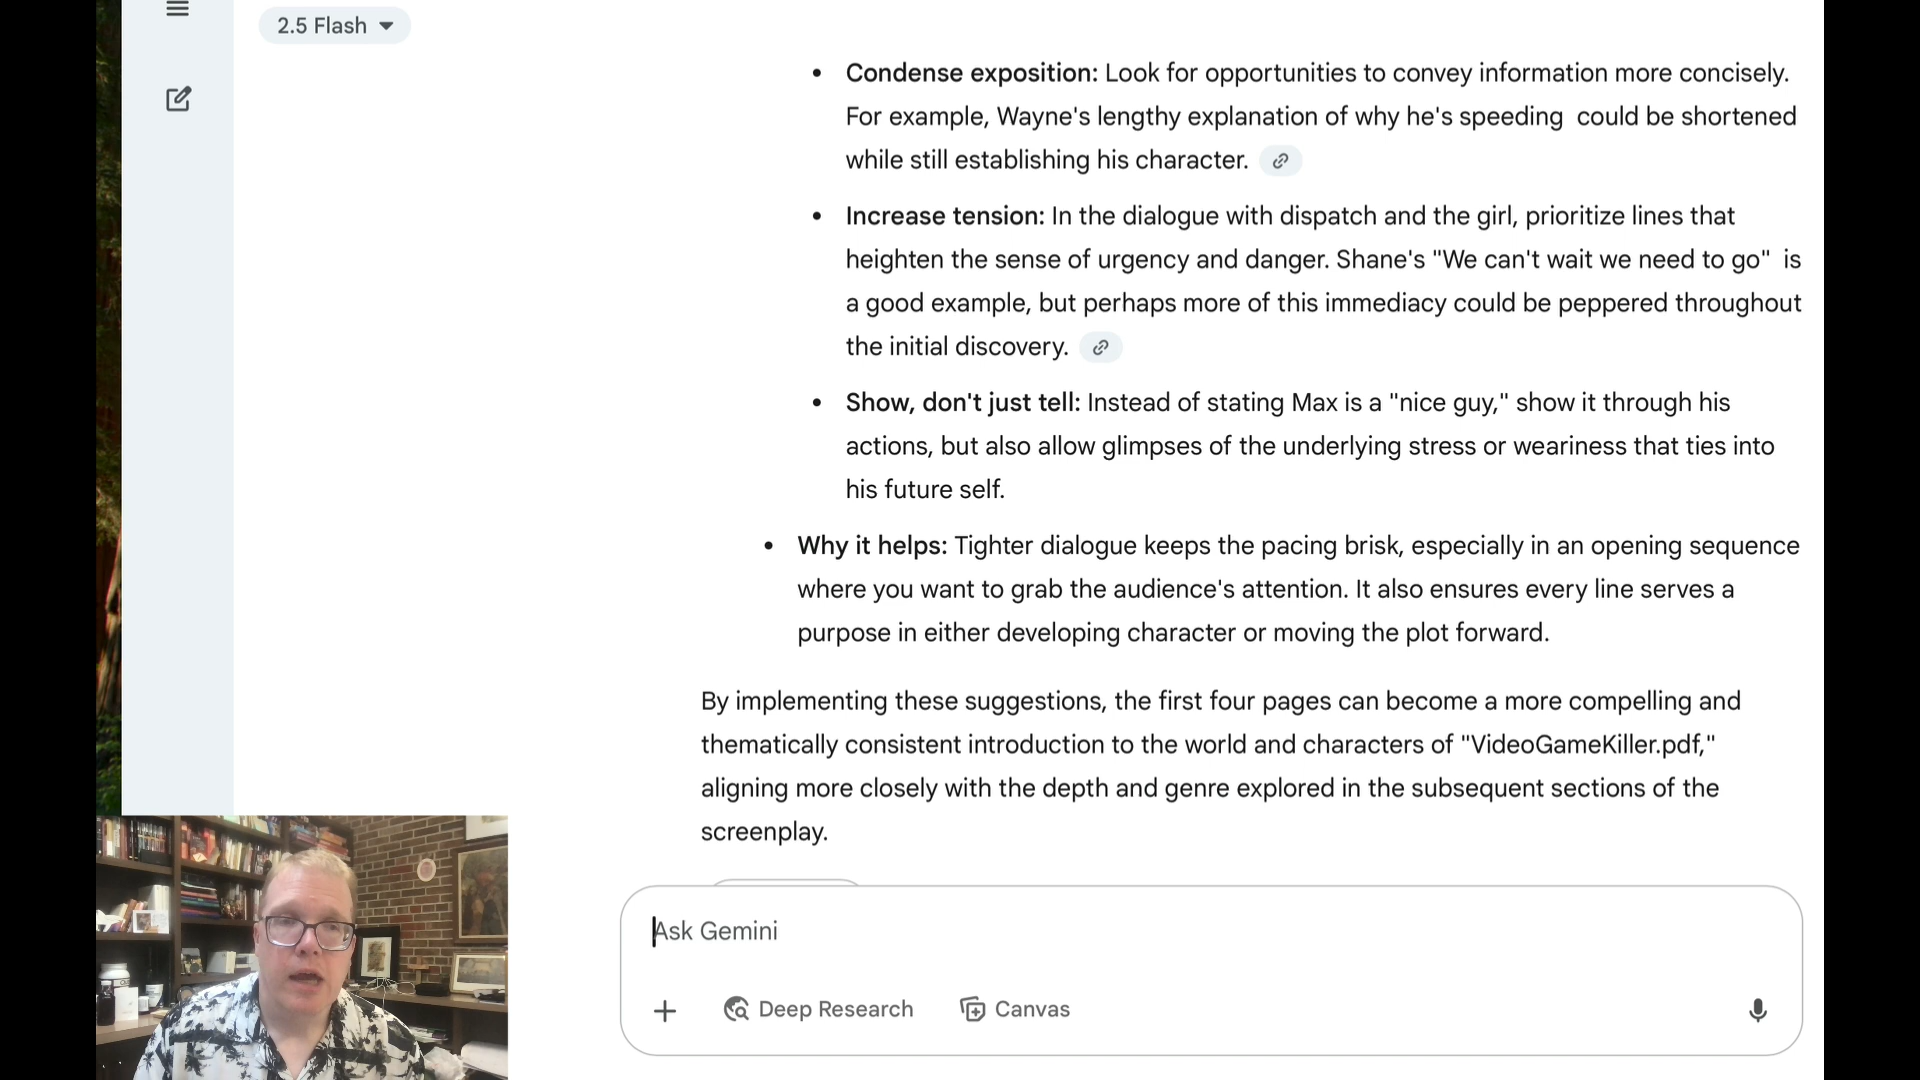 2.5 Flash
Condense exposition: Look for opportunities to convey information more concisely.
For example, Wayne's lengthy explanation of why he's speeding  could be shortened
while still establishing his character.
Increase tension: In the dialogue with dispatch and the girl, prioritize lines that
heighten the sense of urgency and danger. Shane's "We can't wait we need to go"  is
a good example, but perhaps more of this immediacy could be peppered throughout
the initial discovery.
Show, don't just tell: Instead of stating Max is a "nice guy," show it through his
actions, but also allow glimpses of the underlying stress or weariness that ties into
his future self.
Why it helps: Tighter dialogue keeps the pacing brisk, especially in an opening sequence
where you want to grab the audience's attention. It also ensures every line serves a
purpose in either developing character or moving the plot forward.
By implementing these suggestions, the first four pages can become a more compelling and
thematically consistent introduction to the world and characters of "VideoGameKiller.pdf,"
aligning more closely with the depth and genre explored in the subsequent sections of the
screenplay.
Ask Gemini
Deep Research
Canvas